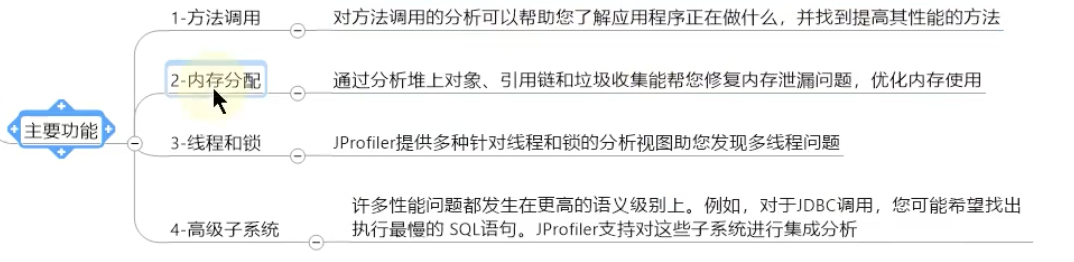 主要功能
1-方法调用
对方法调用的分析可以帮助您了解应用程序正在做什么，并找到提高其性能的方法
2-内存分配
通过分析堆上对象、引用链和垃圾收集能帮您修复内存泄漏问题，优化内存使用
3-线程和锁
JProfiler提供多种针对线程和锁的分析视图助您发现多线程问题
4-高级子系统
许多性能问题都发生在更高的语义级别上。例如，对于JDBC调用，您可能希望找出
执行最慢的 SQL语句。JProfiler支持对这些子系统进行集成分析